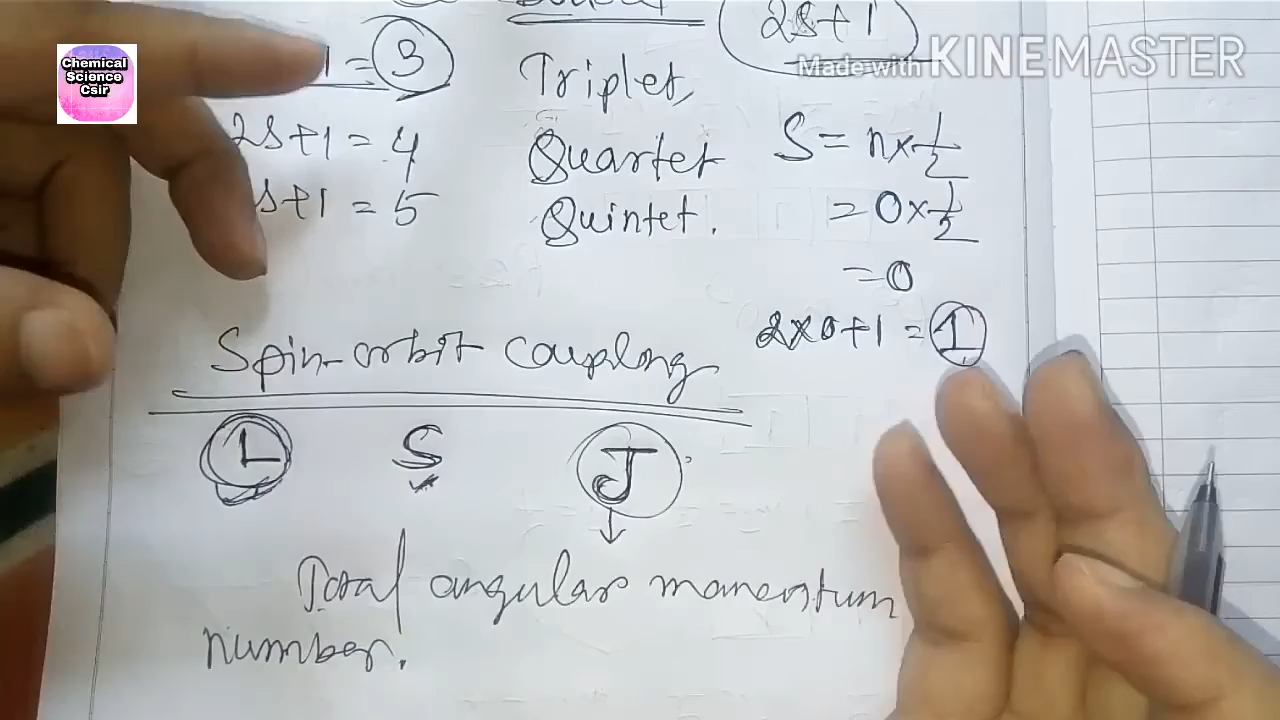 2s+1
Made with KINEMASTER
Chemical
Science
Csir
1 = 3
Triplet,
2s+1 = 4
Quartet
S = n×1/2
s+1 = 5
Quintet.
= 0×1/2
= 0
2×0+1 = 1
Spin-orbit Couplong
L S J
Total angular momentum
number.